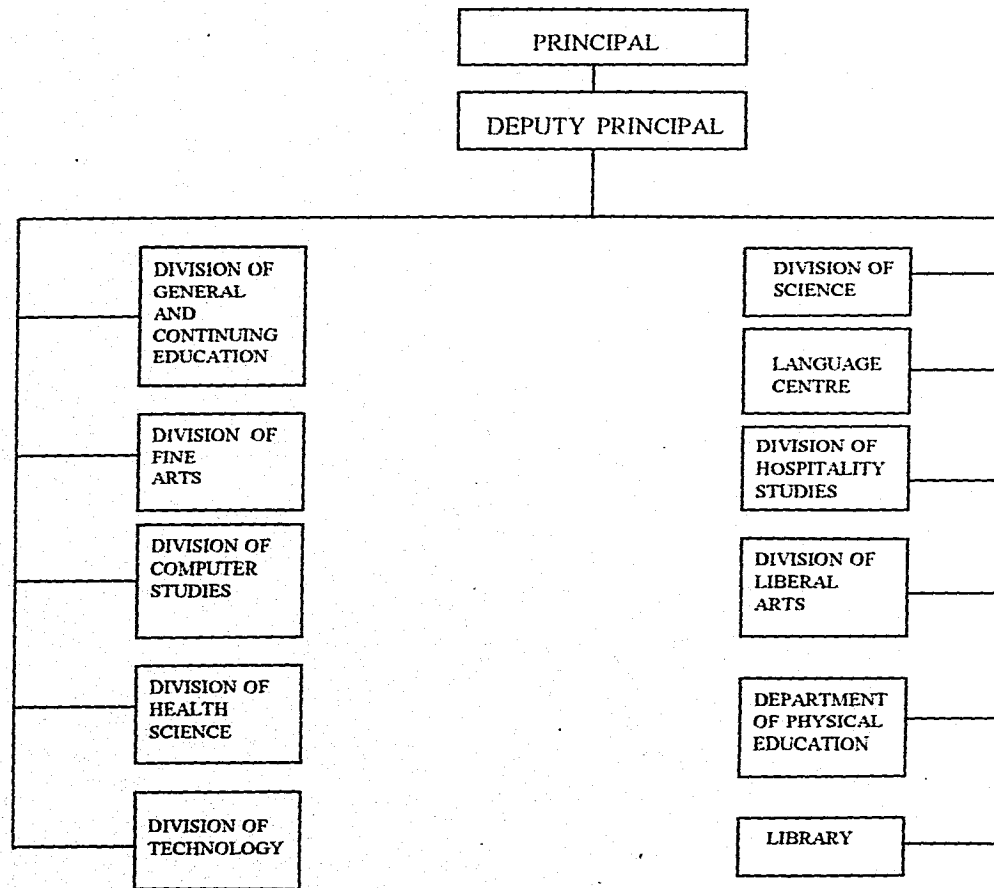 PRINCIPAL
DEPUTY PRINCIPAL
DIVISION OF
GENERAL
AND
CONTINUING
EDUCATION
DIVISION OF
FINE
ARTS
DIVISION OF
COMPUTER
STUDIES
DIVISION OF
HEALTH
SCIENCE
DIVISION OF
TECHNOLOGY
DIVISION OF
SCIENCE
LANGUAGE
CENTRE
DIVISION OF
HOSPITALITY
STUDIES
DIVISION OF
LIBERAL
ARTS
DEPARTMENT
OF PHYSICAL
EDUCATION
LIBRARY